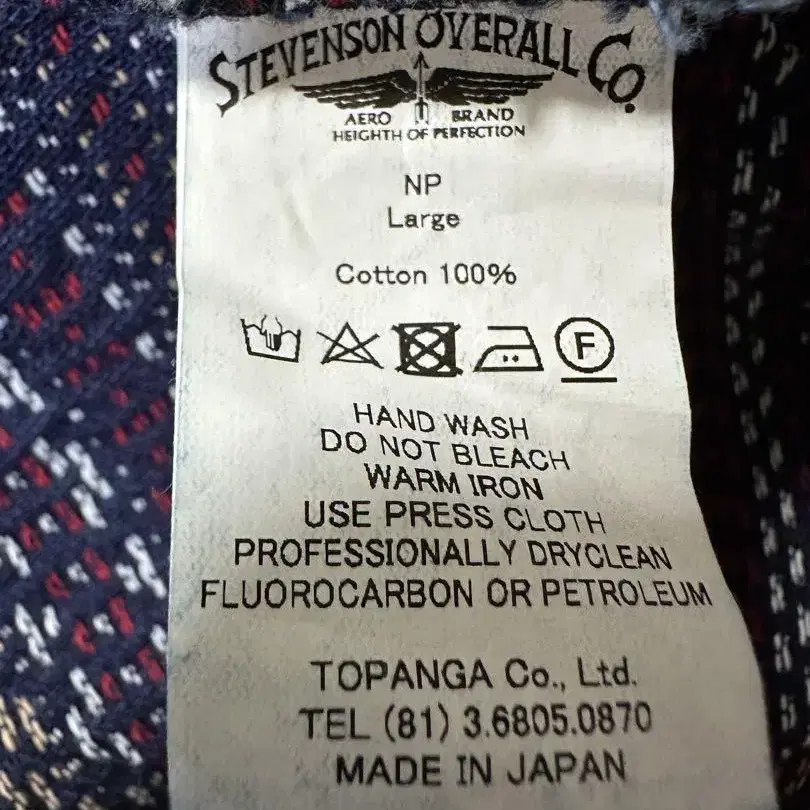 STEVENSON OVERALL CO.
AERO BRAND
HEIGHTH OF PERFECTION
NP
Large
Cotton 100%
F
HAND WASH
DO NOT BLEACH
WARM IRON
USE PRESS CLOTH
PROFESSIONALLY DRYCLEAN
FLUOROCARBON OR PETROLEUM
TOPANGA Co., Ltd.
TEL (81) 3.6805.0870
MADE IN JAPAN